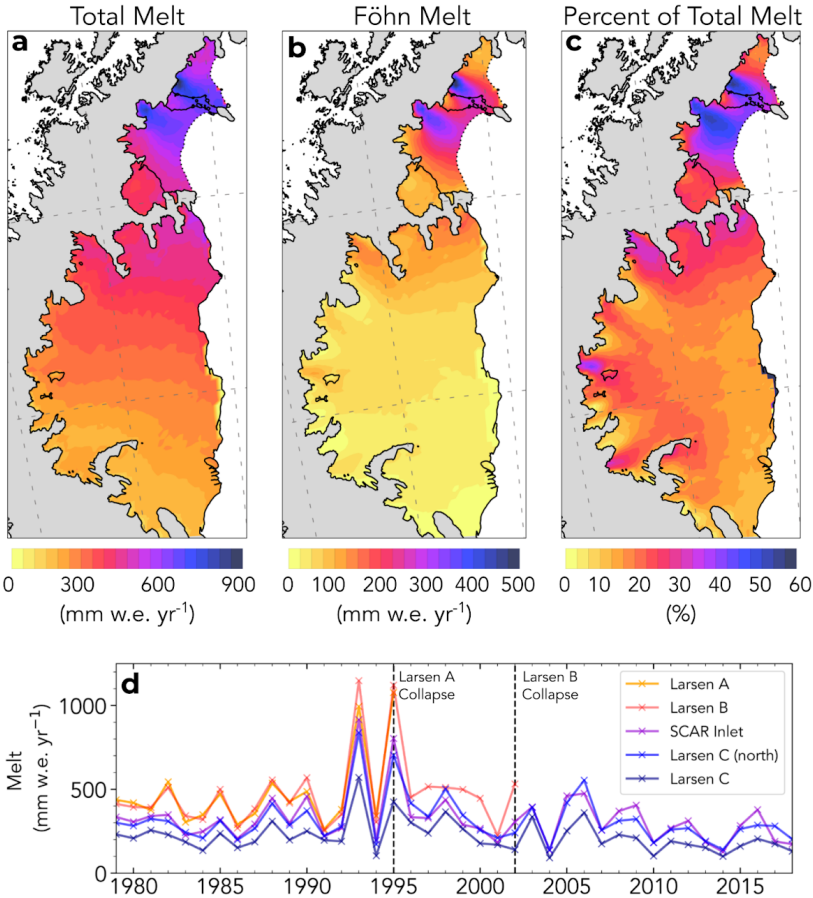 Total Melt
Föhn Melt
Percent of Total Melt
a
b
c
0 300 600 900
(mm w.e. yr-1)
0 100 200 300 400 500
(mm w.e. yr-1)
0 10 20 30 40 50 60
(%)
d
Larsen A
Collapse
Larsen B
Collapse
Larsen A
Larsen B
SCAR Inlet
Larsen C (north)
Larsen C
Melt
(mm w.e. yr−1)
1000
500
0
1980 1985 1990 1995 2000 2005 2010 2015